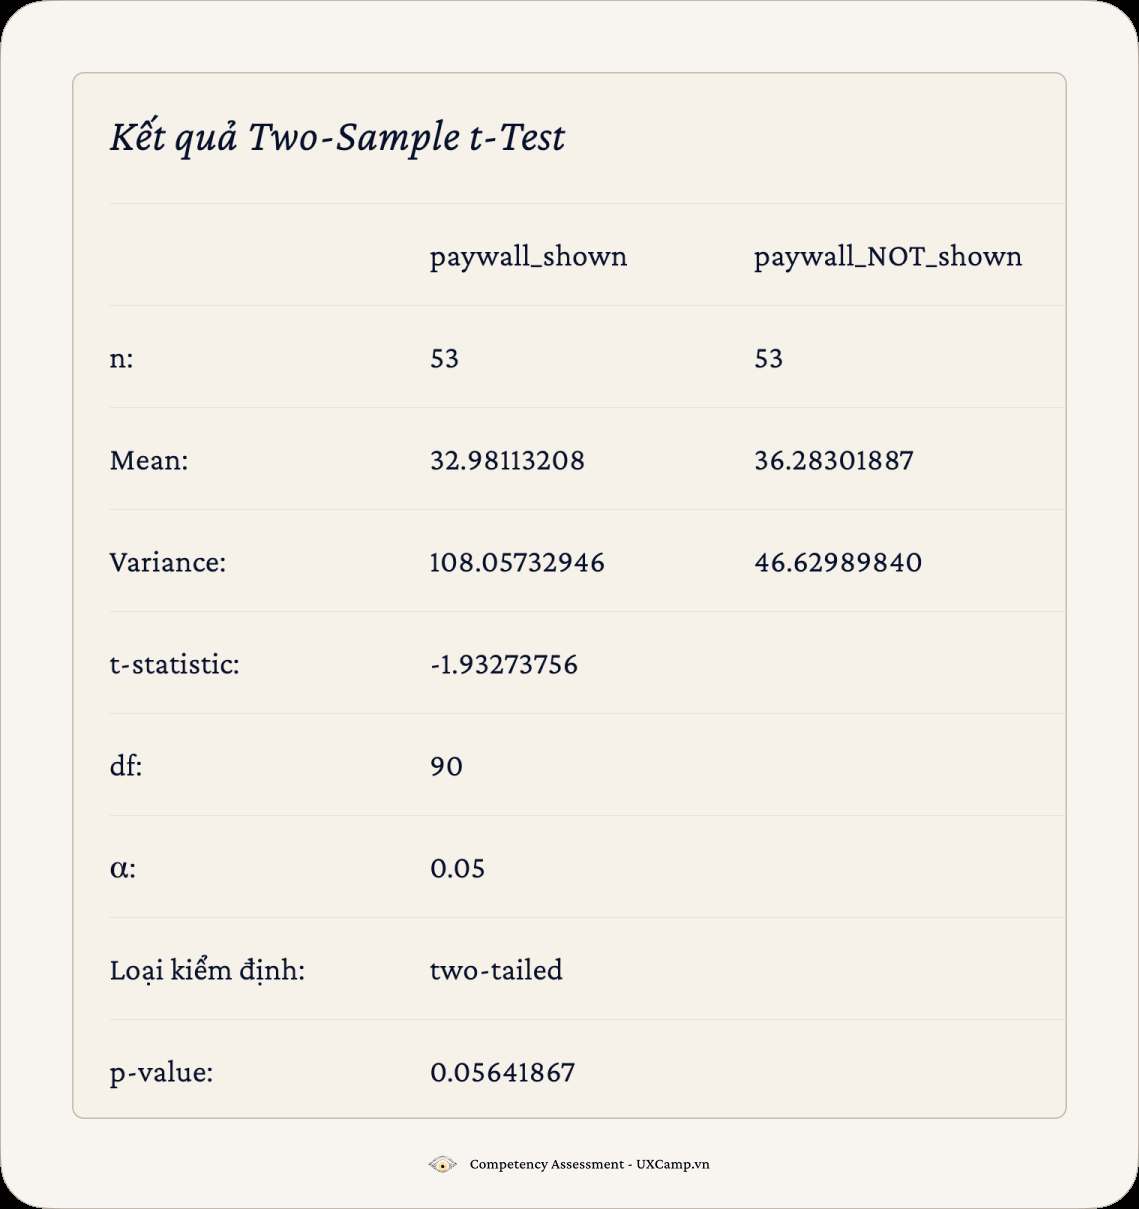 Kết quả Two-Sample t-Test
paywall_shown paywall_NOT_shown
n: 53 53
Mean: 32.98113208 36.28301887
Variance: 108.05732946 46.62989840
t-statistic: -1.93273756
df: 90
α: 0.05
Loại kiểm định: two-tailed
p-value: 0.05641867
Competency Assessment - UXCamp.vn